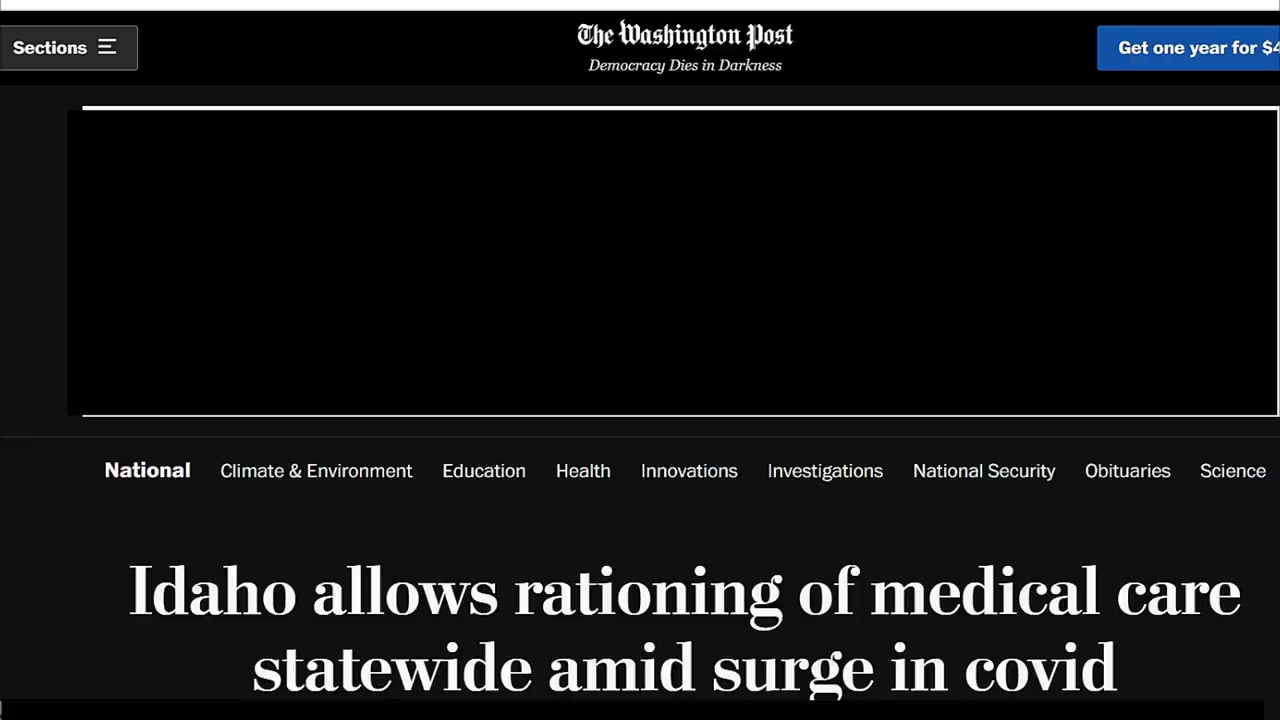 Sections
The Washington Post
Democracy Dies in Darkness
Get one year for $4
National Climate & Environment Education Health Innovations Investigations National Security Obituaries Science
Idaho allows rationing of medical care
statewide amid surge in covid